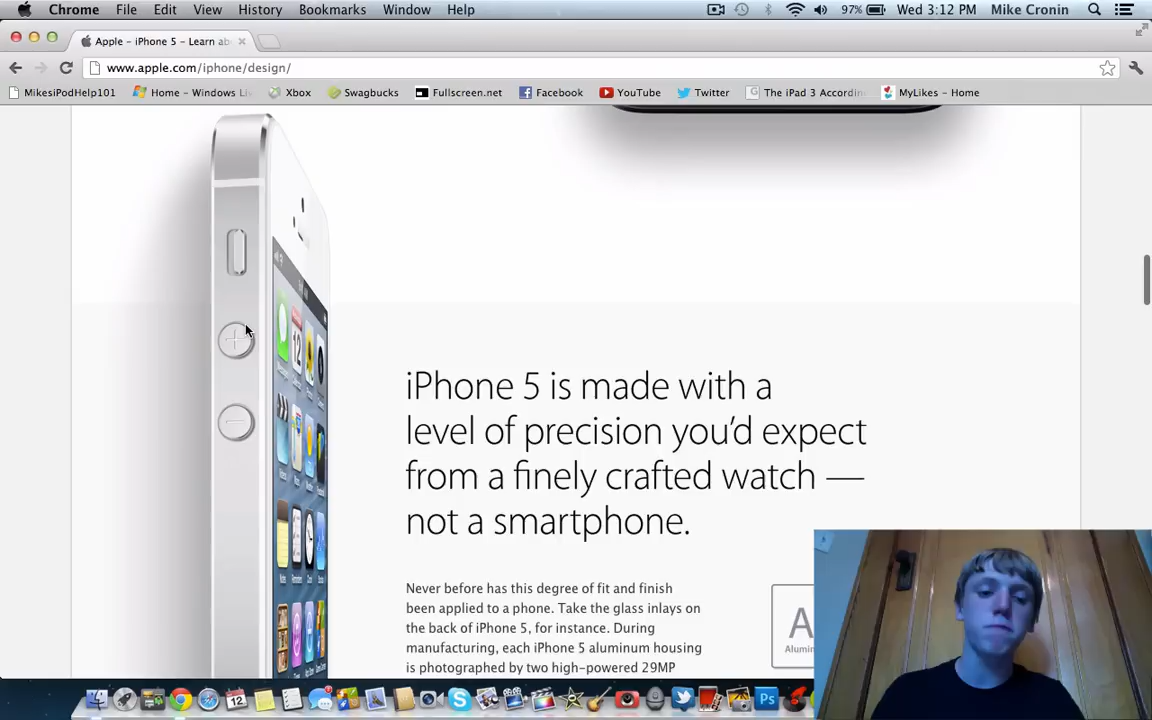 Chrome File Edit View History Bookmarks Window Help 97% Wed 3:12 PM Mike Cronin
Apple - iPhone 5 - Learn ab
www.apple.com/iphone/design/
MikesiPodHelp101 Home - Windows Liv Xbox Swagbucks Fullscreen.net Facebook YouTube Twitter The iPad 3 Accordin MyLikes - Home
12
iPhone 5 is made with a
level of precision you’d expect
from a finely crafted watch —
not a smartphone.
Never before has this degree of fit and finish
been applied to a phone. Take the glass inlays on
the back of iPhone 5, for instance. During
manufacturing, each iPhone 5 aluminum housing
is photographed by two high-powered 29MP
A
Alumin
12
Ps